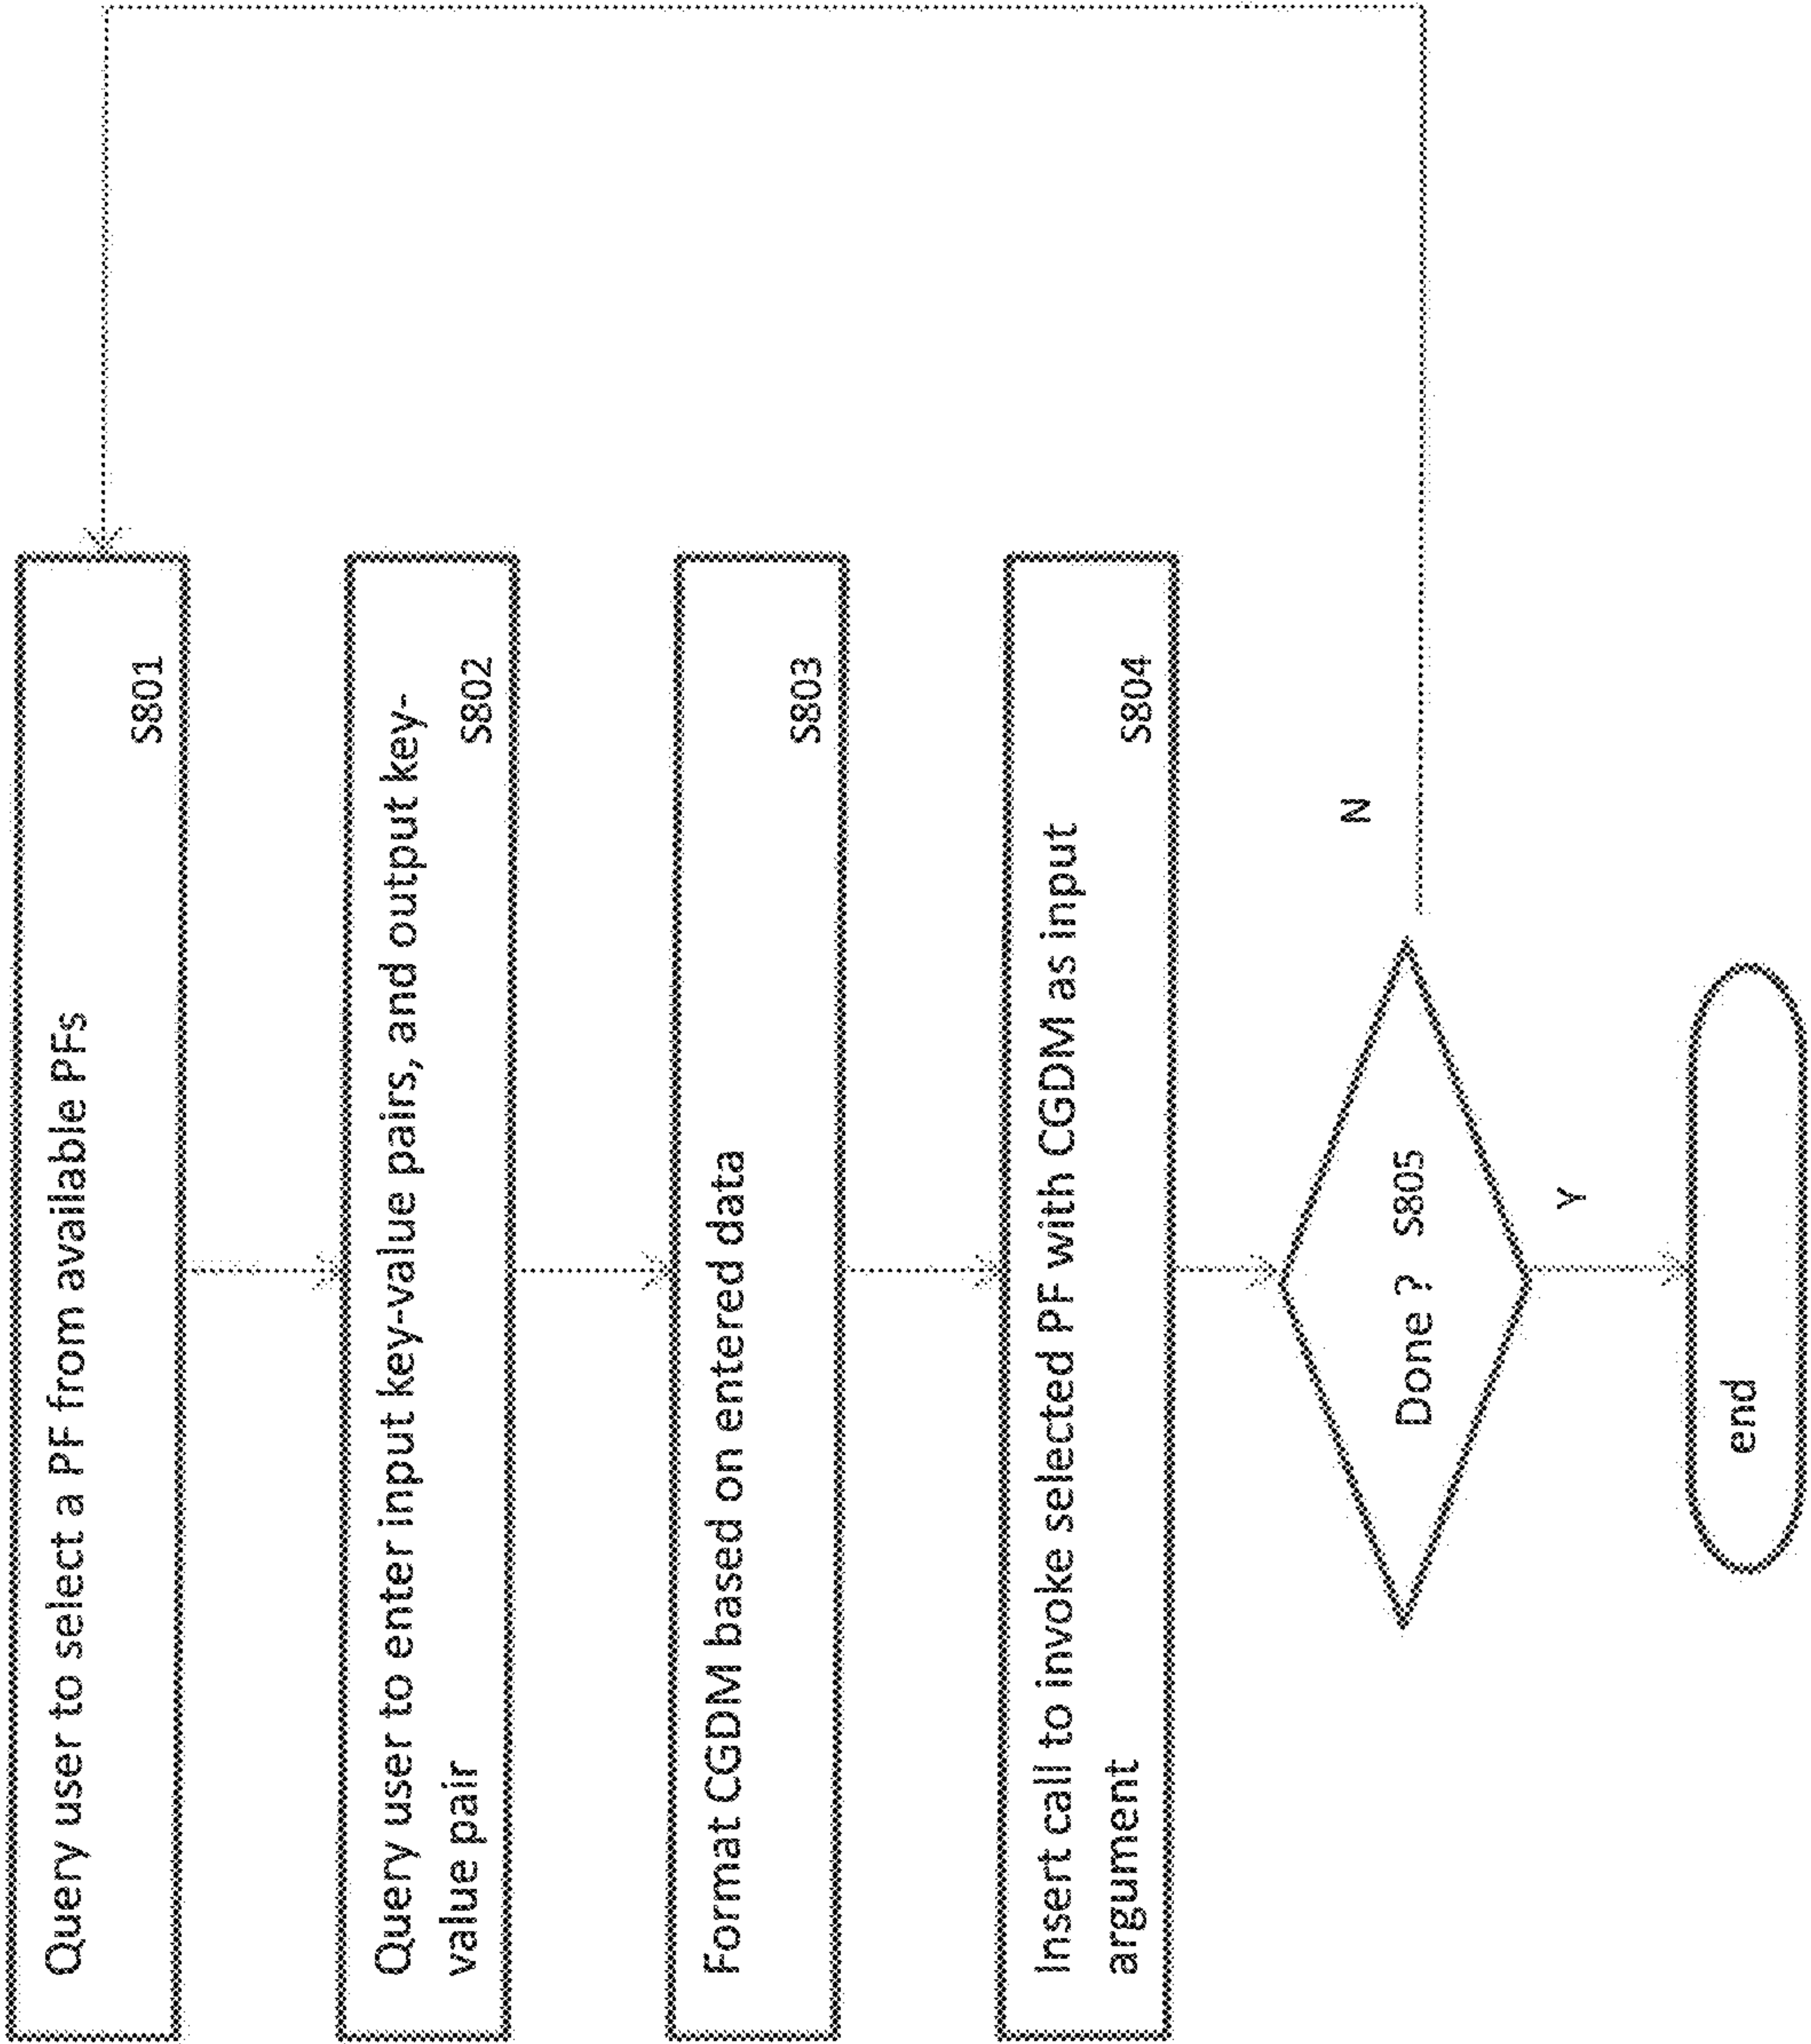 Query user to select a PF from available PFs
S801
Query user to enter input key-value pairs, and output key-
value pair
S802
Format CGDM based on entered data
S803
Insert call to invoke selected PF with CGDM as input
argument
S804
Done ? S805
N
Y
end